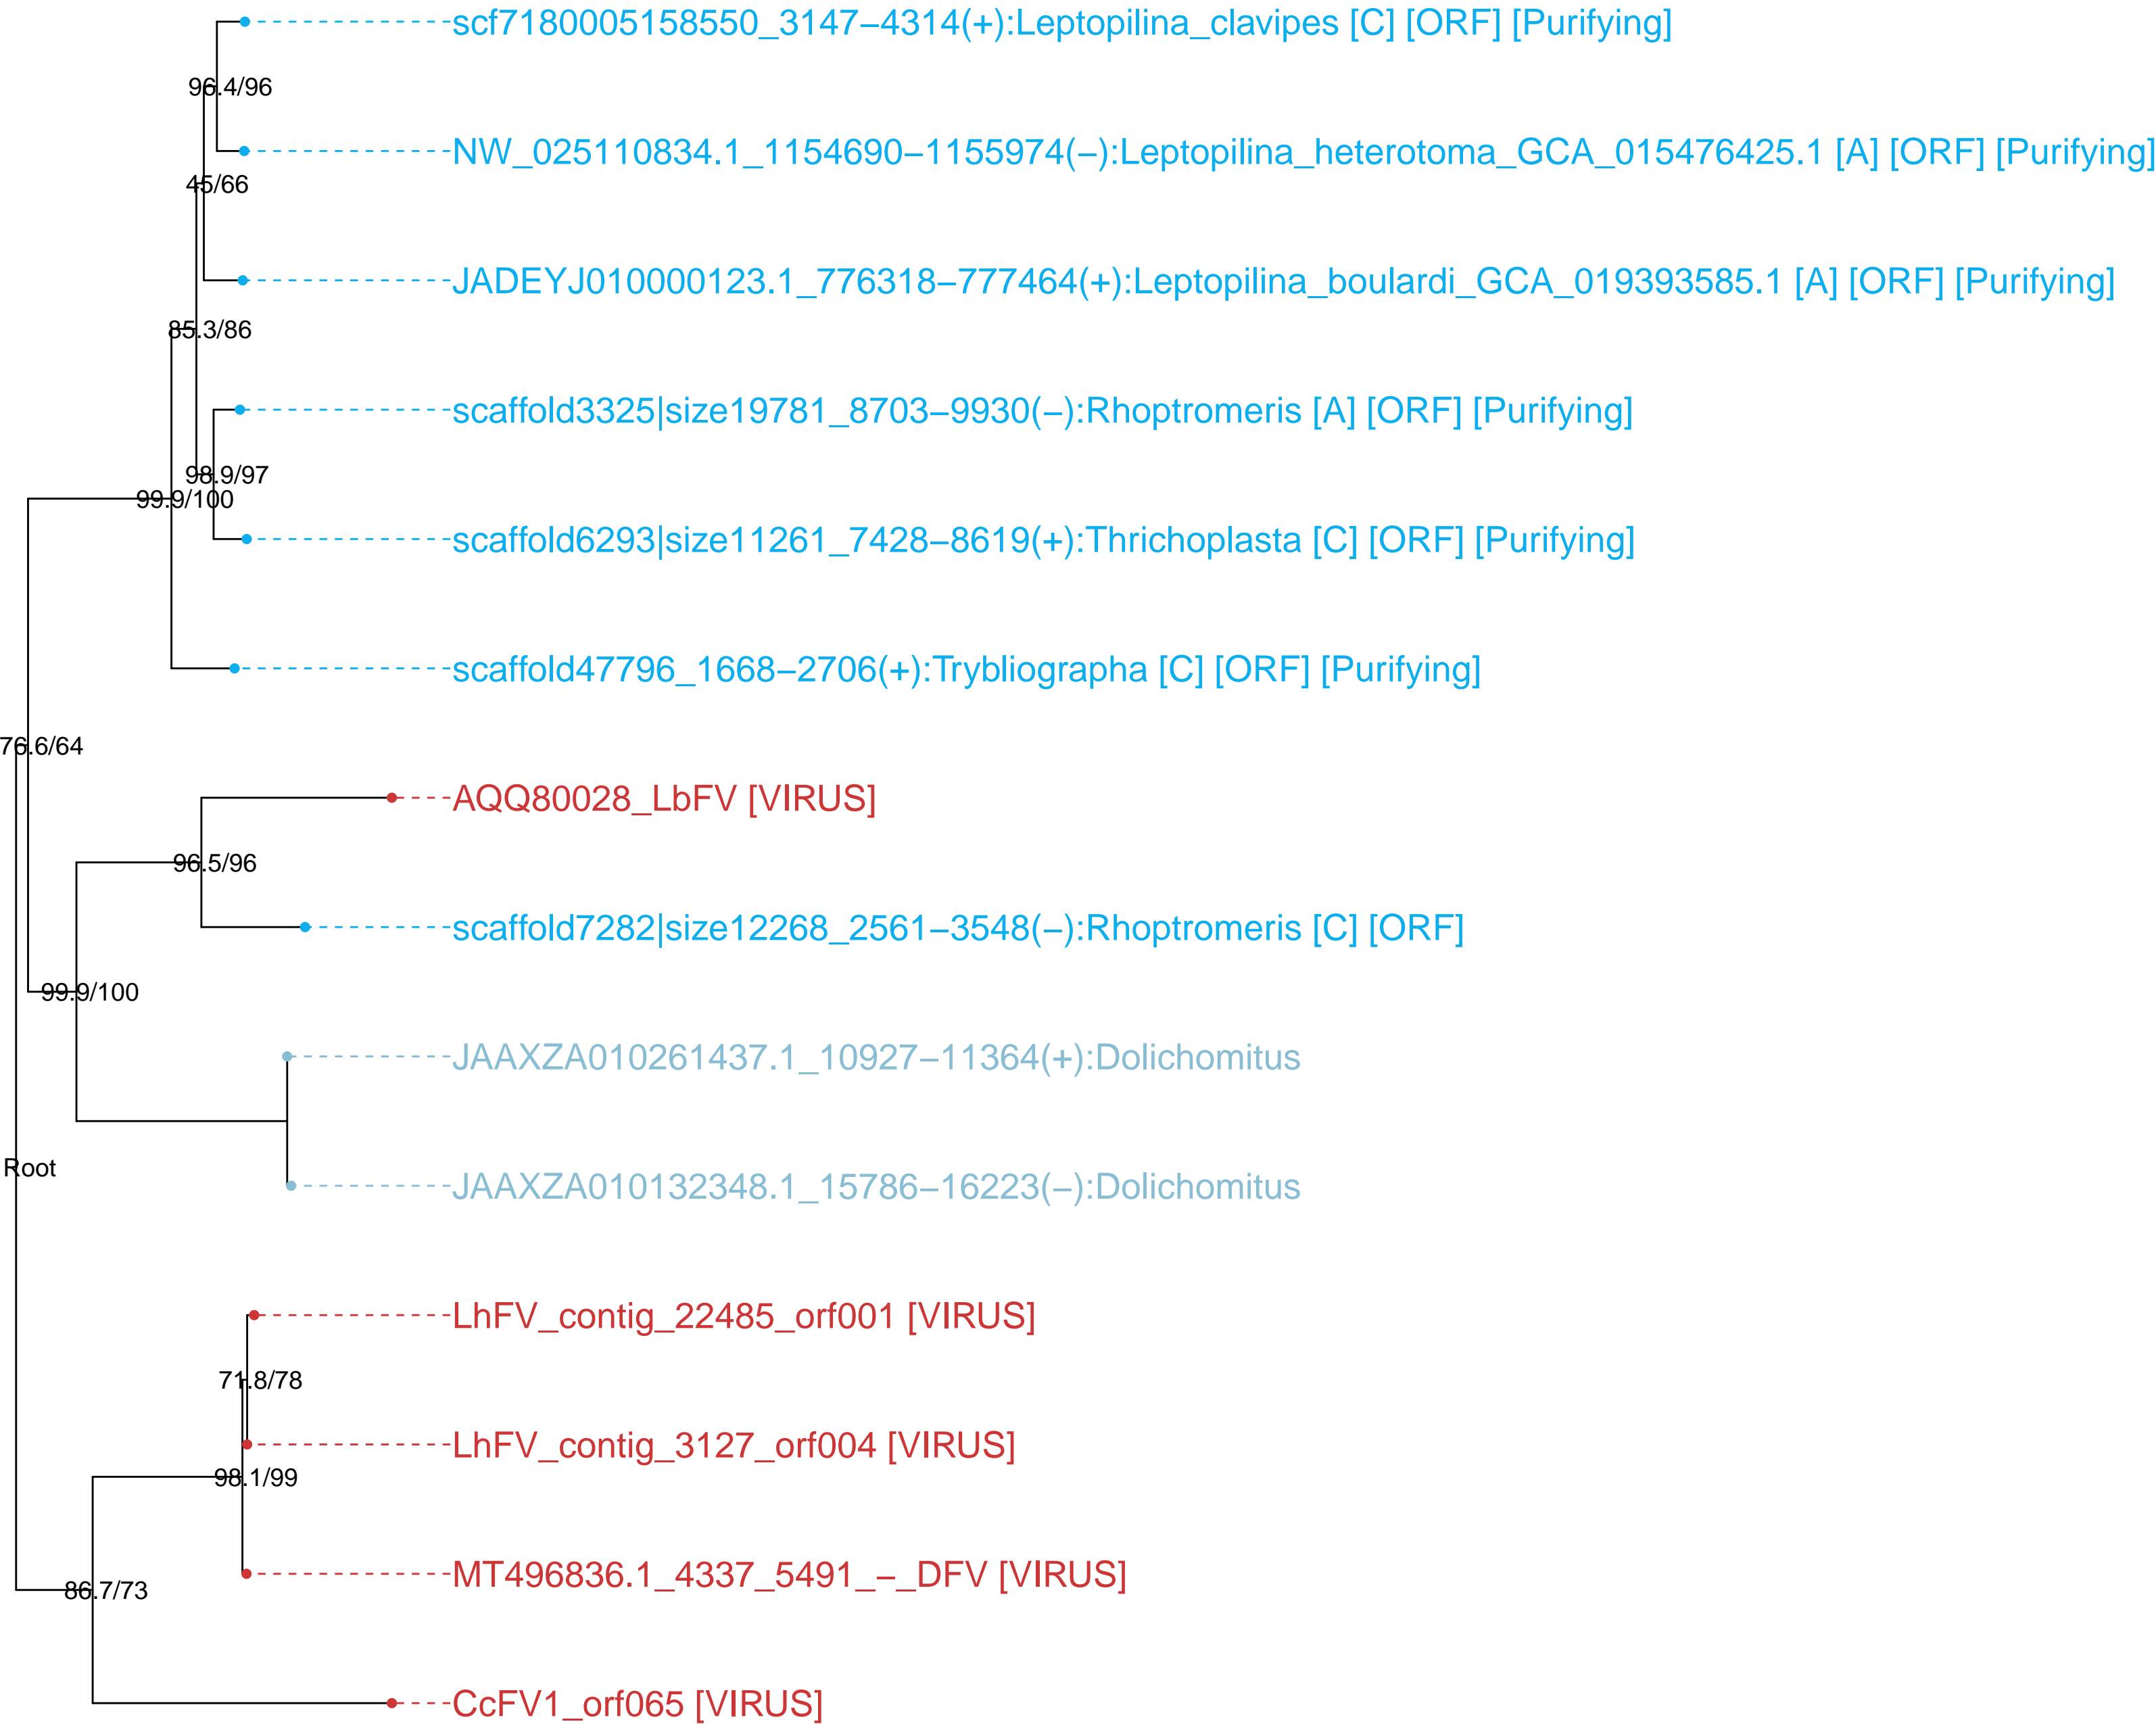 scf7180005158550_3147−4314(+):Leptopilina_clavipes [C] [ORF] [Purifying]
96.4/96
NW_025110834.1_1154690−1155974(−):Leptopilina_heterotoma_GCA_015476425.1 [A] [ORF] [Purifying]
45/66
JADEYJ010000123.1_776318−777464(+):Leptopilina_boulardi_GCA_019393585.1 [A] [ORF] [Purifying]
85.3/86
scaffold3325|size19781_8703−9930(−):Rhoptromeris [A] [ORF] [Purifying]
98.9/97
99.9/100
scaffold6293|size11261_7428−8619(+):Thrichoplasta [C] [ORF] [Purifying]
scaffold47796_1668−2706(+):Trybliographa [C] [ORF] [Purifying]
76.6/64
AQQ80028_LbFV [VIRUS]
96.5/96
scaffold7282|size12268_2561−3548(−):Rhoptromeris [C] [ORF]
99.9/100
JAAXZA010261437.1_10927−11364(+):Dolichomitus
Root
JAAXZA010132348.1_15786−16223(−):Dolichomitus
LhFV_contig_22485_orf001 [VIRUS]
71.8/78
LhFV_contig_3127_orf004 [VIRUS]
98.1/99
MT496836.1_4337_5491_−_DFV [VIRUS]
86.7/73
CcFV1_orf065 [VIRUS]